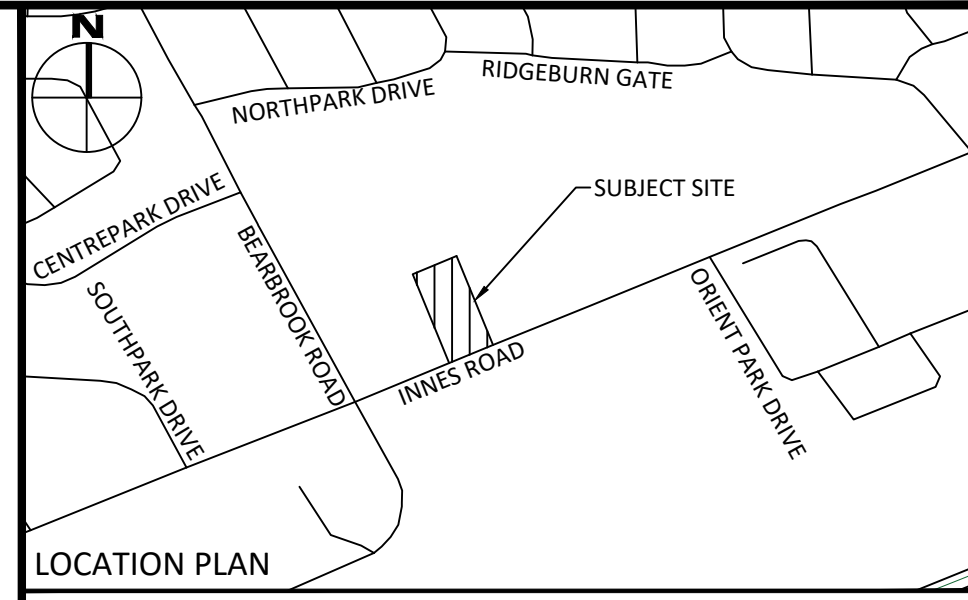 N
RIDGEBURN GATE
NORTHPARK DRIVE
SUBJECT SITE
CENTREPARK DRIVE
BEARBROOK ROAD
SOUTHPARK DRIVE
ORIENT PARK DRIVE
INNES ROAD
LOCATION PLAN